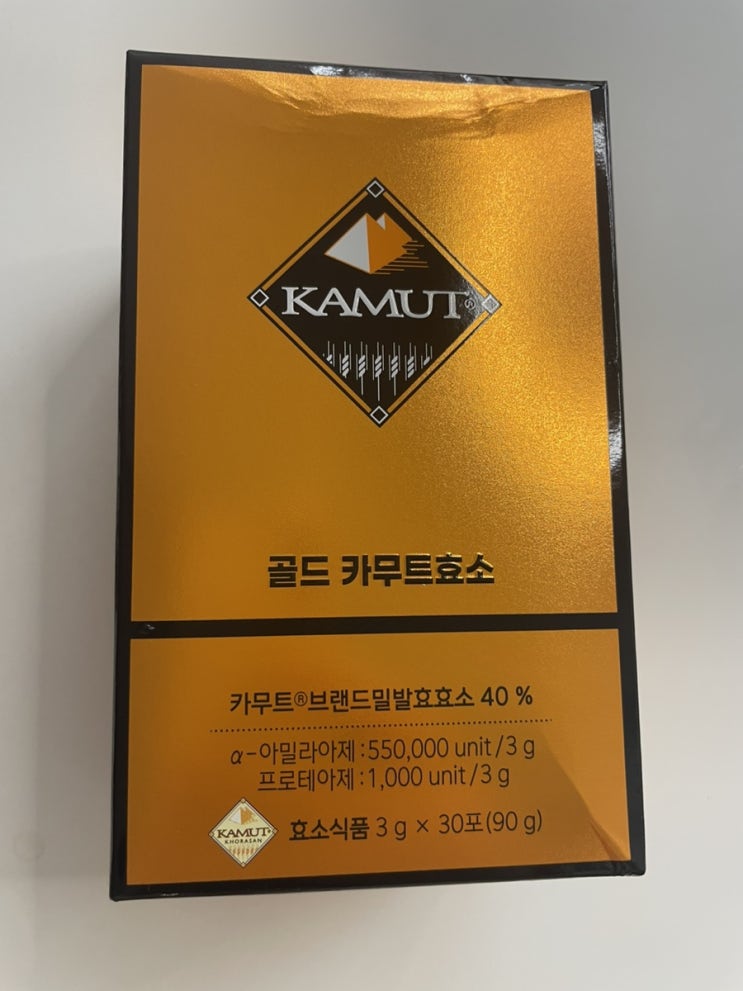 KAMUT®
골드 카무트효소
카무트®브랜드밀발효효소 40 %
α-아밀라아제 : 550,000 unit / 3 g
프로테아제 : 1,000 unit / 3 g
KAMUT®
KHORASAN
효소식품 3 g × 30포(90 g)